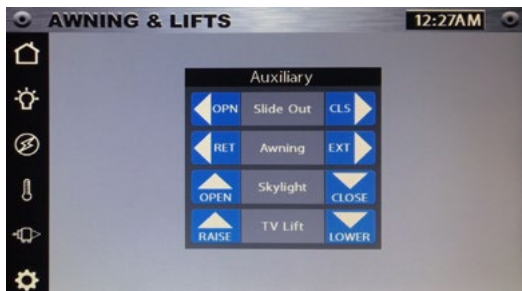 AWNING & LIFTS 12:27AM
Auxiliary
OPN Slide Out CLS
RET Awning EXT
OPEN Skylight CLOSE
RAISE TV Lift LOWER